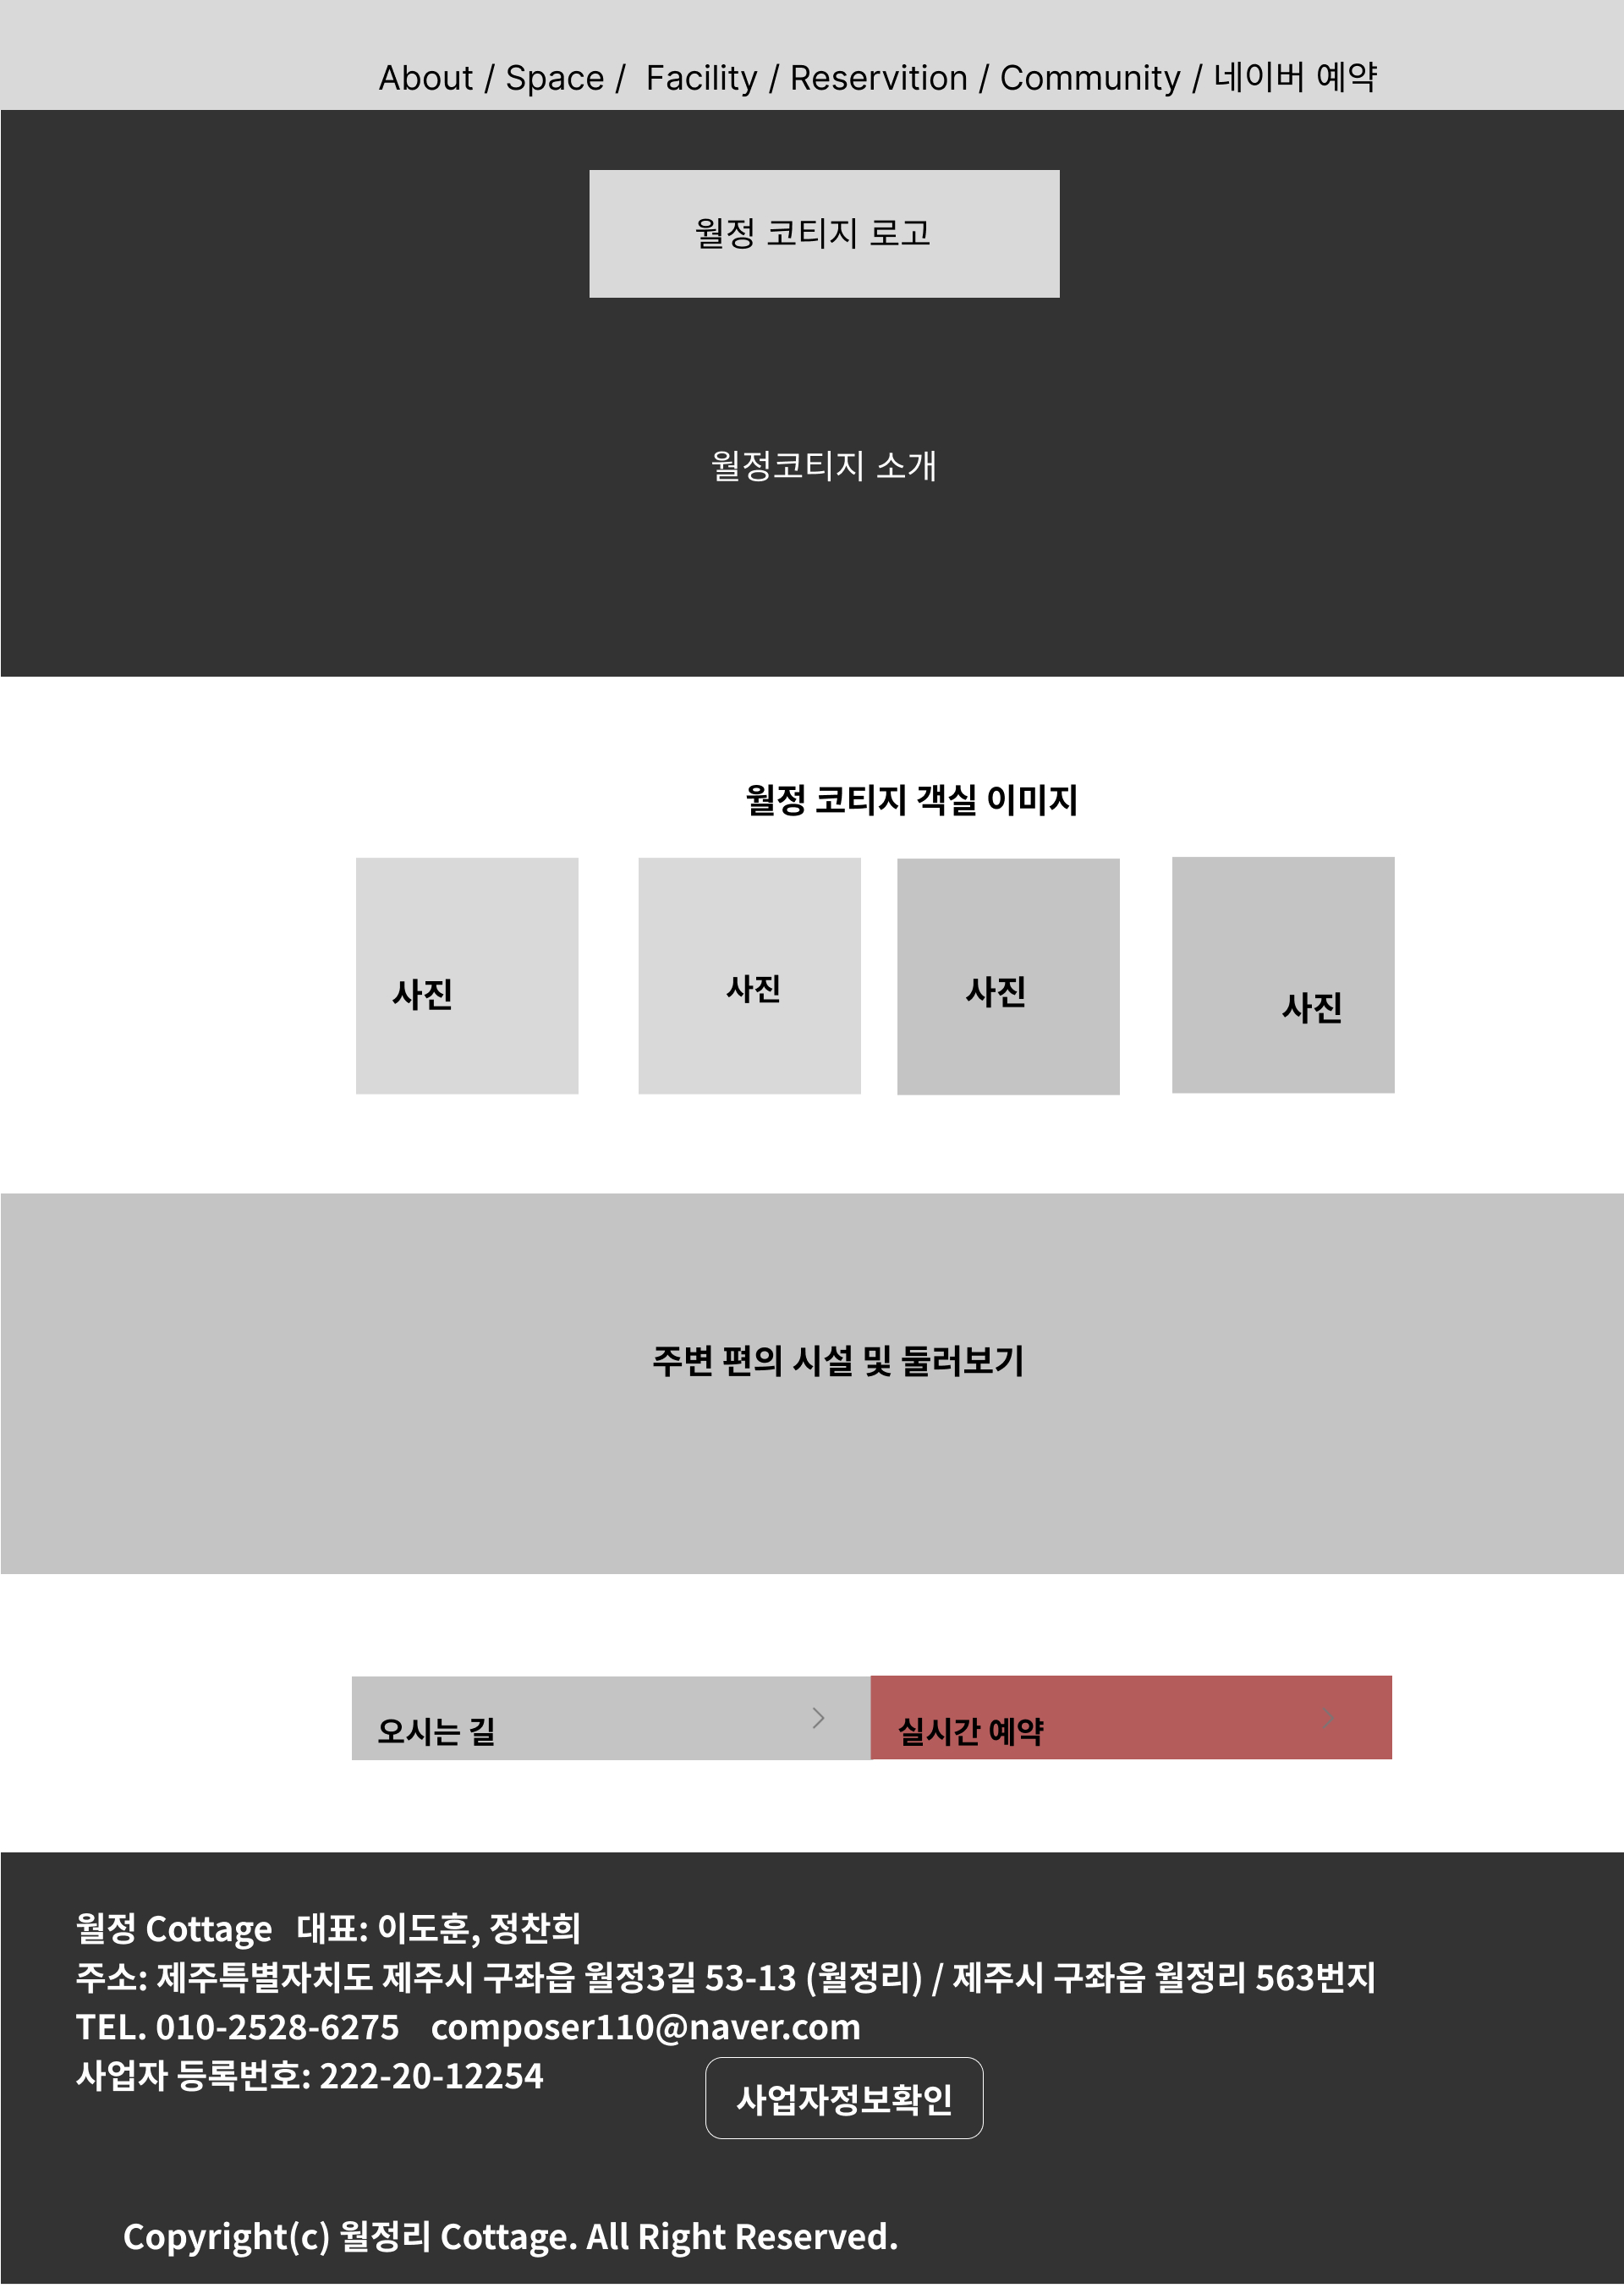 About / Space /  Facility / Reservition / Community / 네이버 예약
월정 코티지 로고
월정코티지 소개
월정 코티지 객실 이미지
사진
사진
사진
사진
주변 편의 시설 및 둘러보기
오시는 길
실시간 예약
월정 Cottage   대표: 이도훈, 정찬희
주소: 제주특별자치도 제주시 구좌읍 월정3길 53-13 (월정리) / 제주시 구좌읍 월정리 563번지
TEL. 010-2528-6275    composer110@naver.com
사업자 등록번호: 222-20-12254
사업자정보확인
Copyright(c) 월정리 Cottage. All Right Reserved.